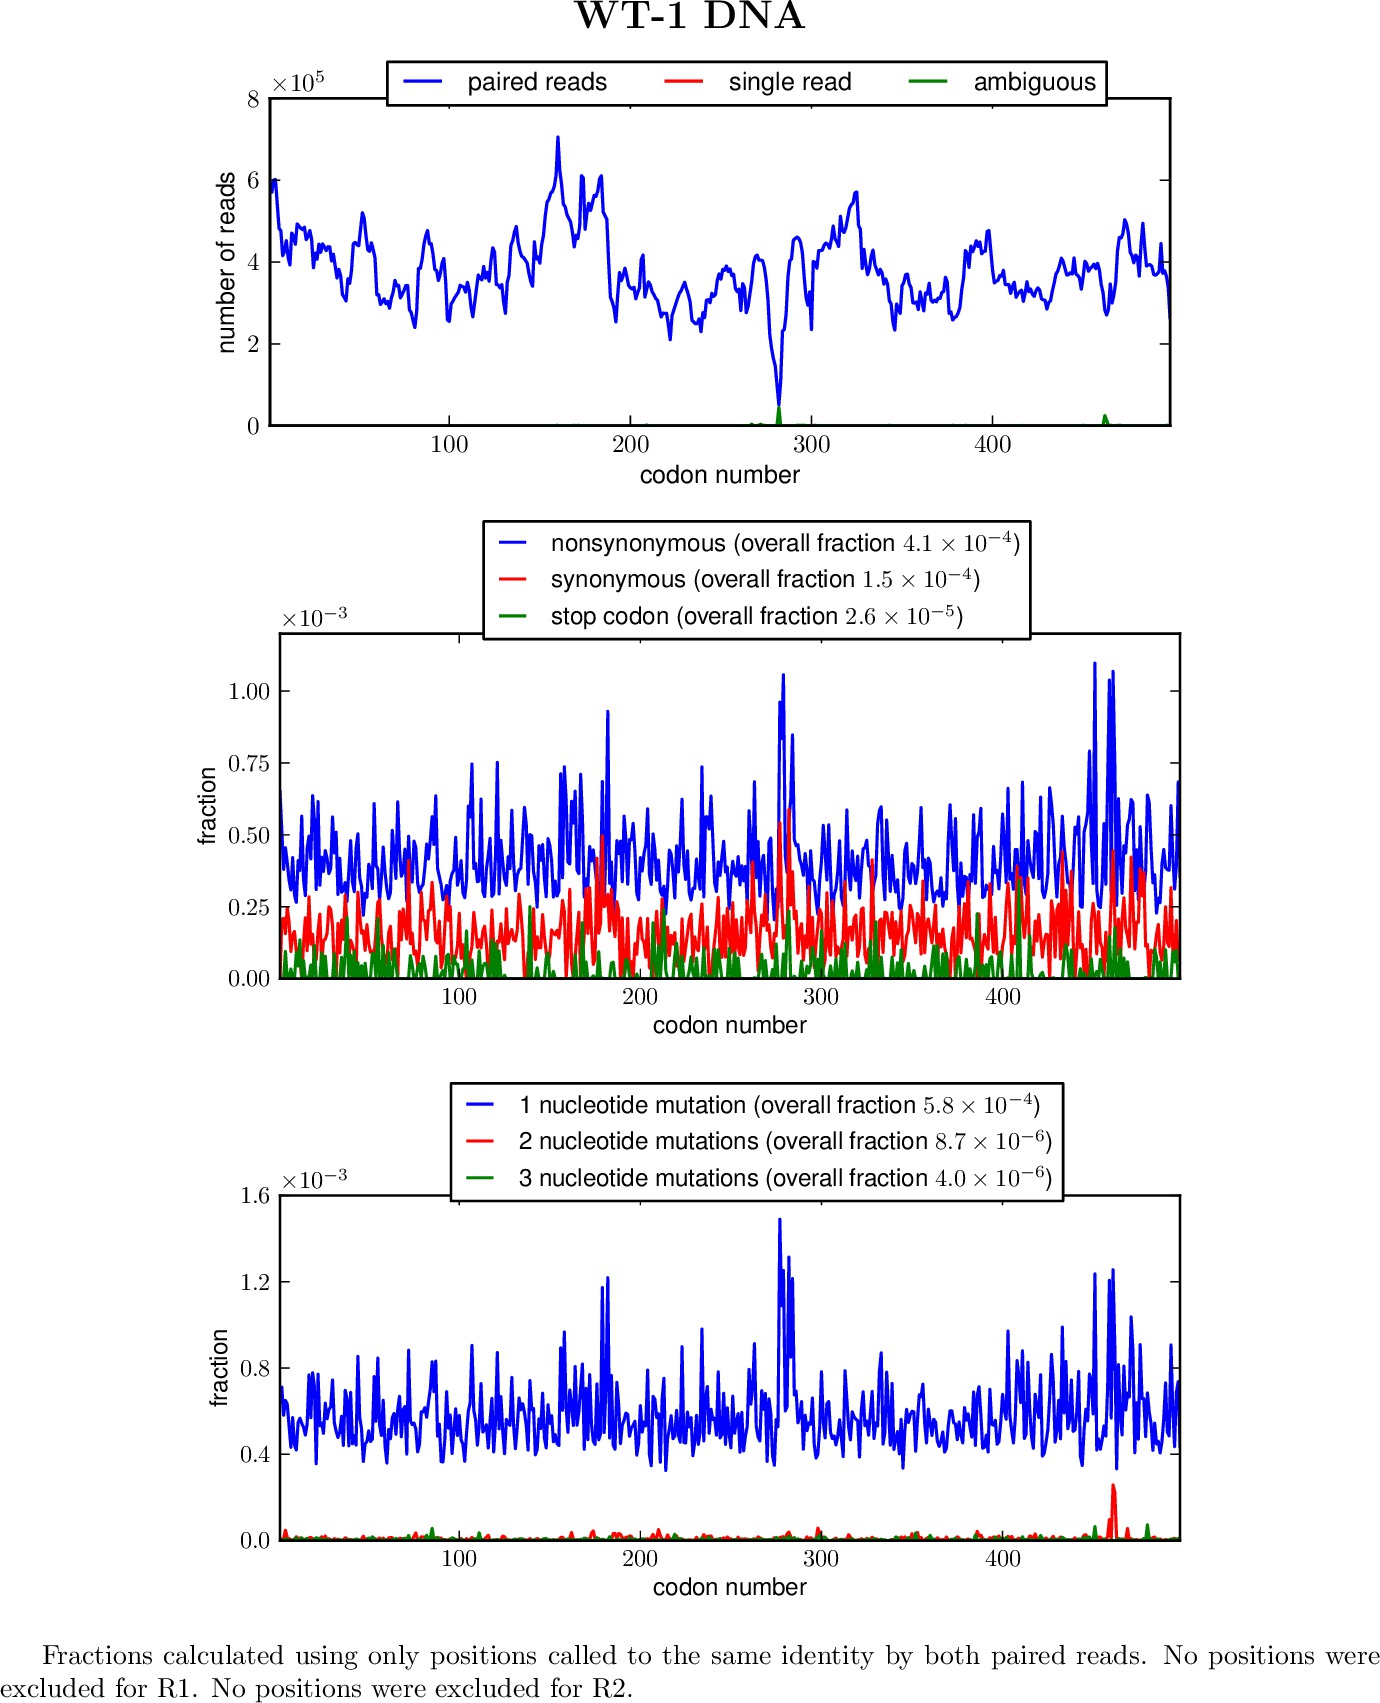 WT-1 DNA
×10⁵
paired reads single read ambiguous
8
6
4
2
0
number of reads
100 200 300 400
codon number
nonsynonymous (overall fraction 4.1 × 10⁻⁴)
synonymous (overall fraction 1.5 × 10⁻⁴)
stop codon (overall fraction 2.6 × 10⁻⁵)
×10⁻³
1.00
0.75
0.50
0.25
0.00
fraction
100 200 300 400
codon number
1 nucleotide mutation (overall fraction 5.8 × 10⁻⁴)
2 nucleotide mutations (overall fraction 8.7 × 10⁻⁶)
3 nucleotide mutations (overall fraction 4.0 × 10⁻⁶)
×10⁻³
1.6
1.2
0.8
0.4
0.0
fraction
100 200 300 400
codon number
Fractions calculated using only positions called to the same identity by both paired reads. No positions were
excluded for R1. No positions were excluded for R2.